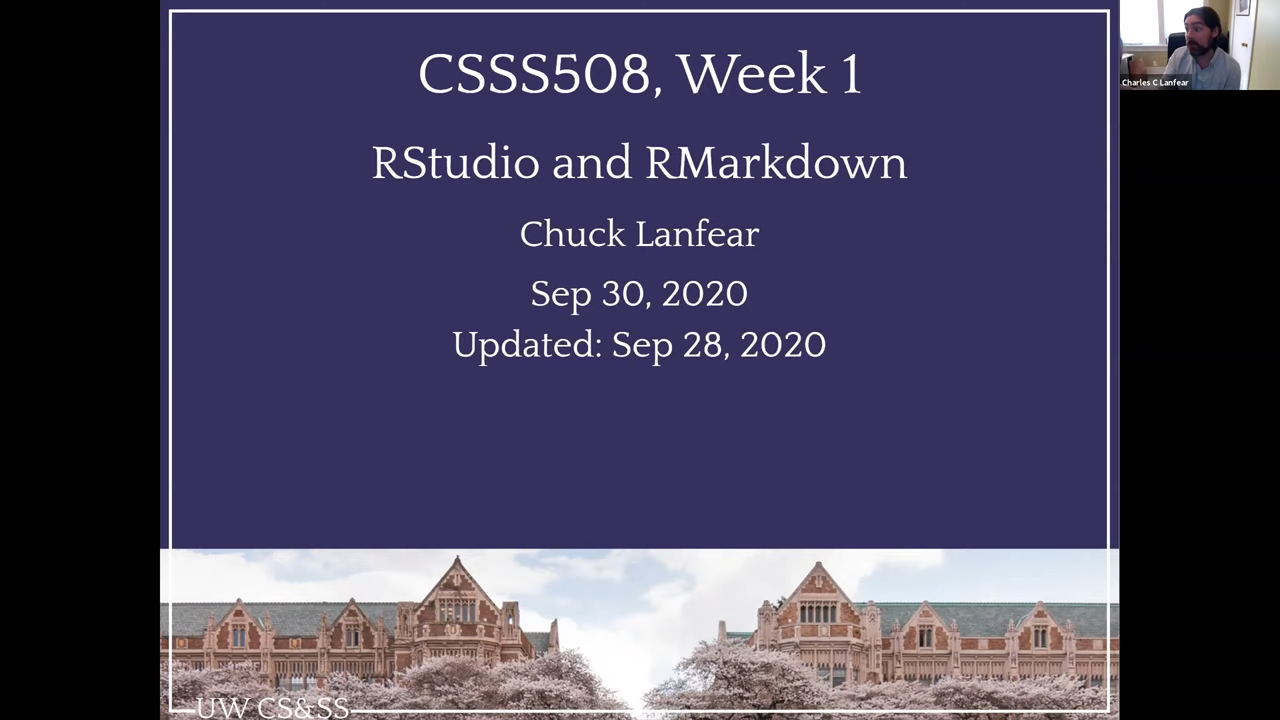 CSSS508, Week 1
RStudio and RMarkdown
Chuck Lanfear
Sep 30, 2020
Updated: Sep 28, 2020
UW CS&SS
Charles C Lanfear